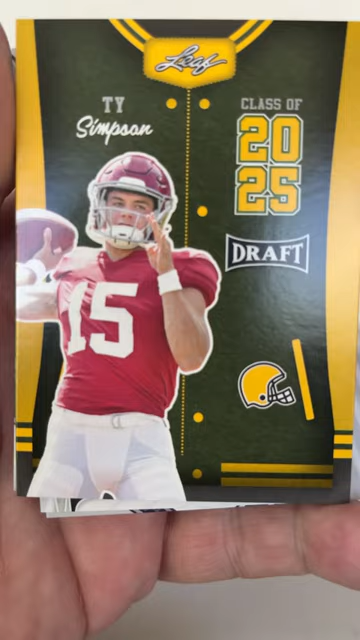 Leaf
TY
Simpson
CLASS OF
20
25
DRAFT
15